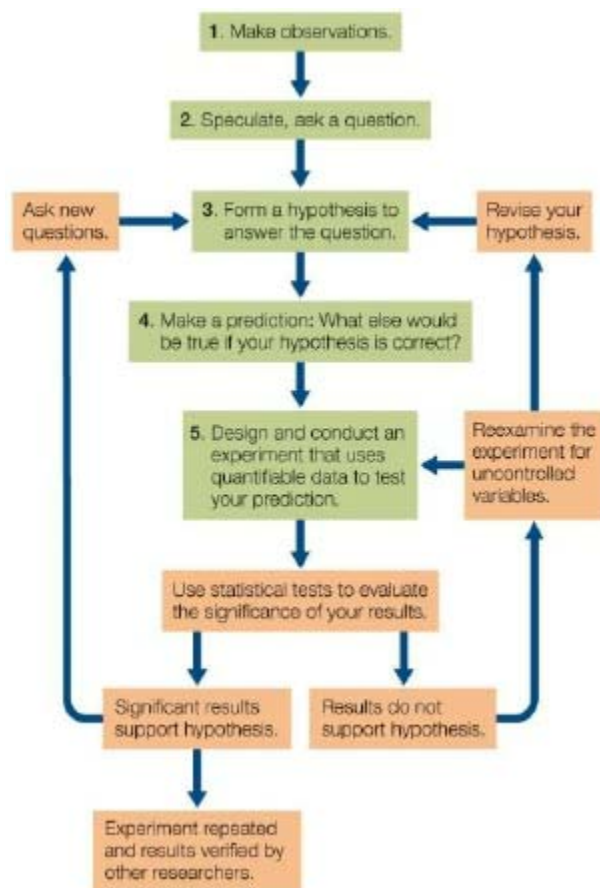 1. Make observations.
2. Speculate, ask a question.
Ask new
questions.
3. Form a hypothesis to
answer the question.
Revise your
hypothesis.
4. Make a prediction: What else would
be true if your hypothesis is correct?
5. Design and conduct an
experiment that uses
quantifiable data to test
your prediction.
Reexamine the
experiment for
uncontrolled
variables.
Use statistical tests to evaluate
the significance of your results.
Significant results
support hypothesis.
Results do not
support hypothesis.
Experiment repeated
and results verified by
other researchers.